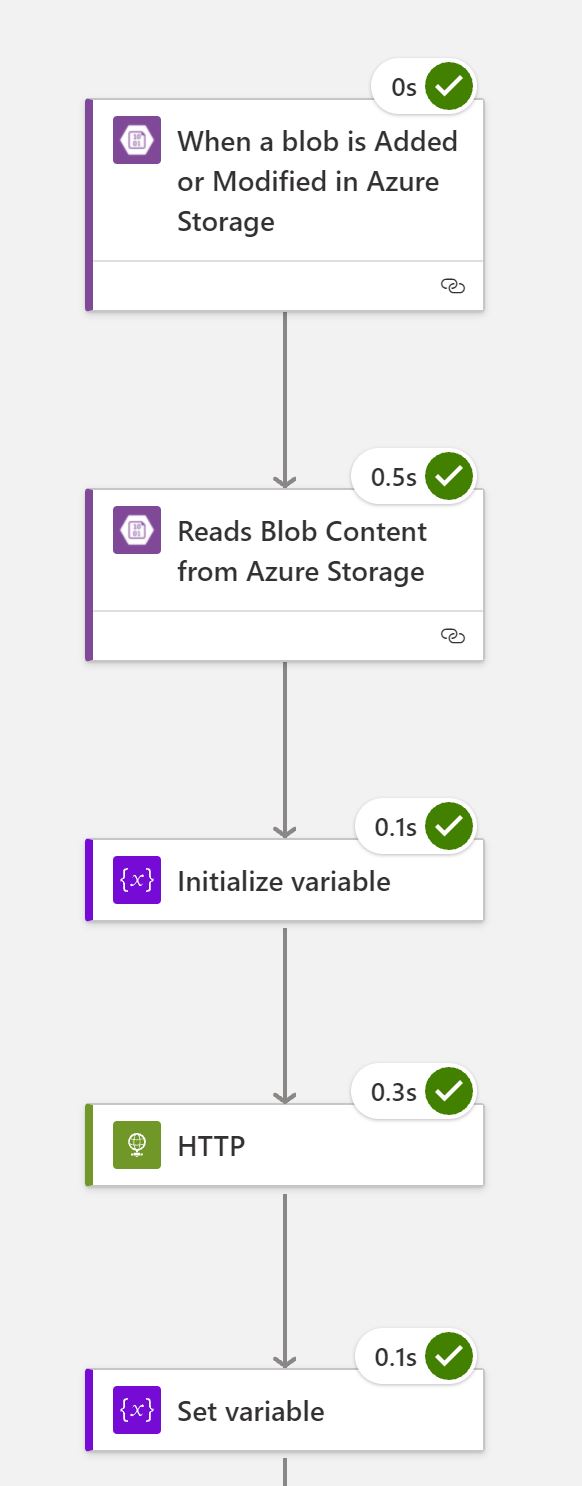 0s
When a blob is Added
or Modified in Azure
Storage
0.5s
Reads Blob Content
from Azure Storage
0.1s
{x} Initialize variable
0.3s
HTTP
0.1s
{x} Set variable